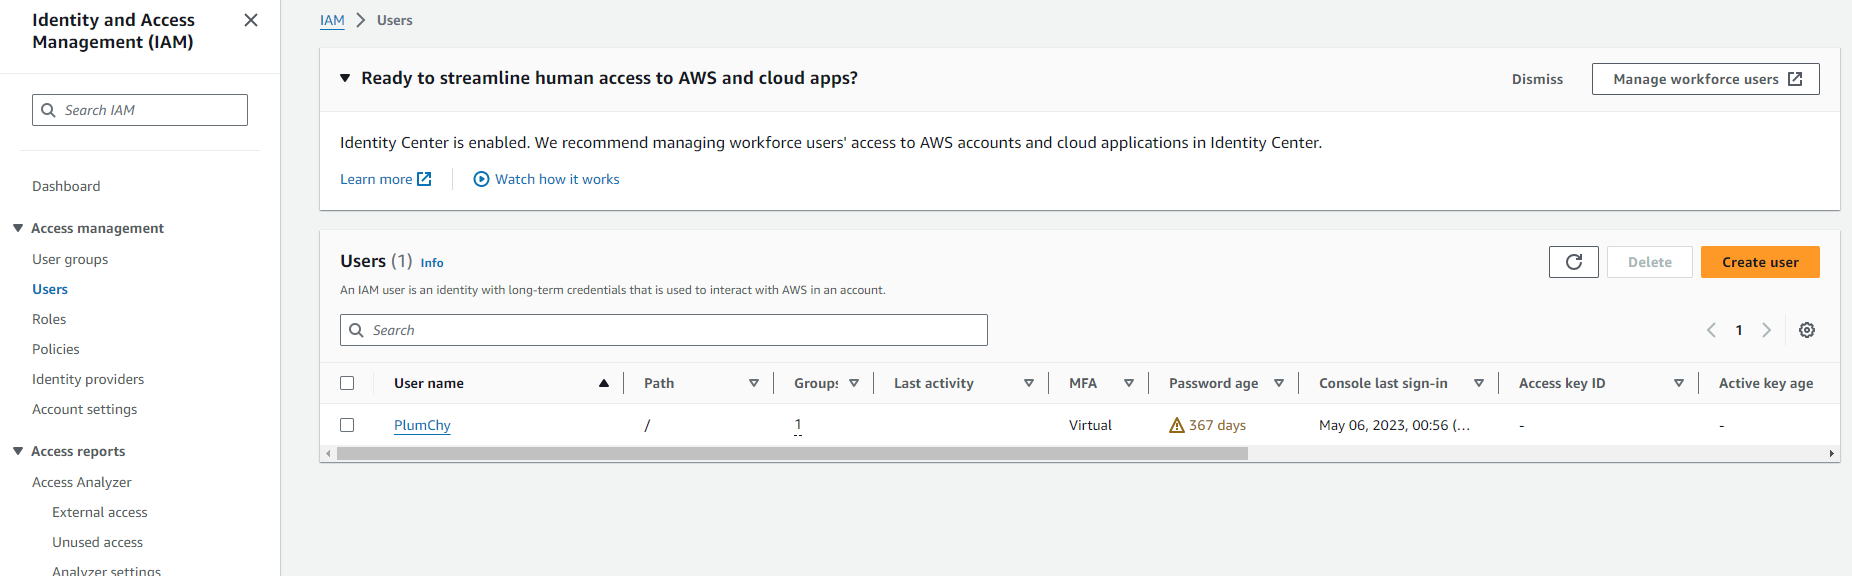 Identity and Access
Management (IAM)
Search IAM
Dashboard
Access management
User groups
Users
Roles
Policies
Identity providers
Account settings
Access reports
Access Analyzer
External access
Unused access
Analyzer settings
IAM > Users
Ready to streamline human access to AWS and cloud apps?
Dismiss
Manage workforce users
Identity Center is enabled. We recommend managing workforce users' access to AWS accounts and cloud applications in Identity Center.
Learn more
Watch how it works
Users (1) Info
Delete
Create user
An IAM user is an identity with long-term credentials that is used to interact with AWS in an account.
Search
1
User name Path Groups Last activity MFA Password age Console last sign-in Access key ID Active key age
PlumChy / 1 Virtual 367 days May 06, 2023, 00:56 (... - -